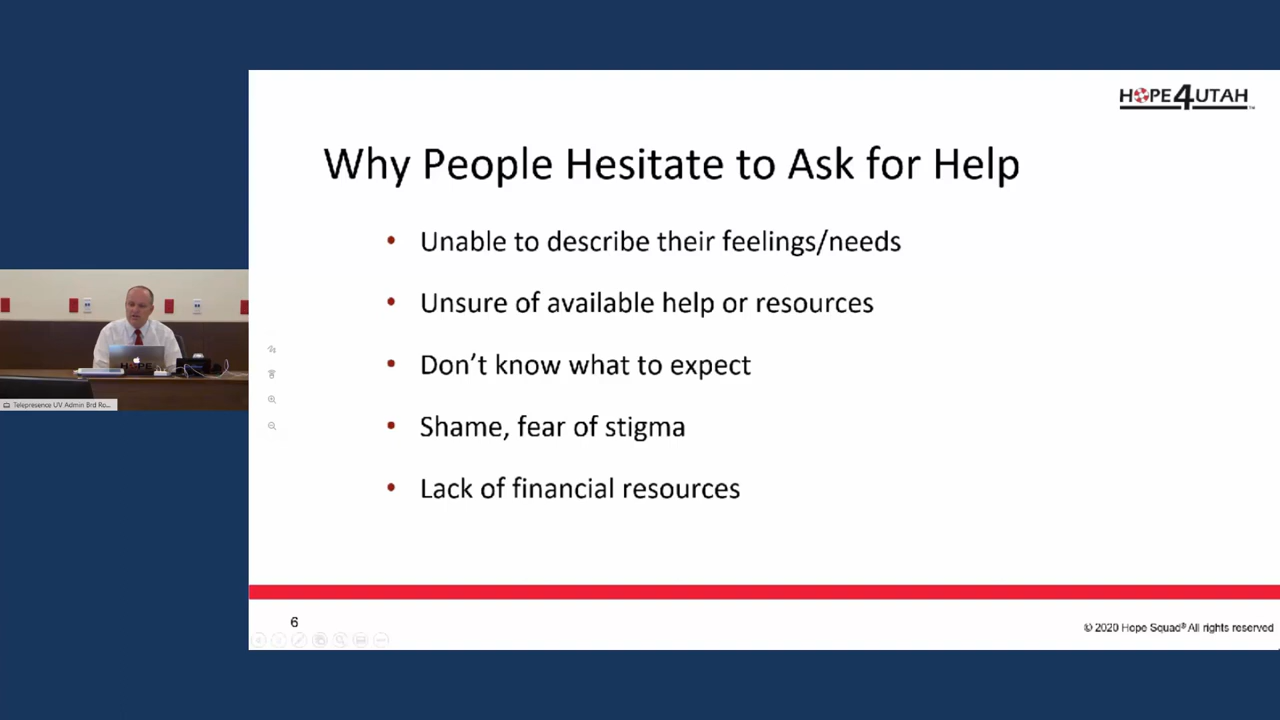 HOPE4UTAH
Why People Hesitate to Ask for Help
• Unable to describe their feelings/needs
• Unsure of available help or resources
• Don't know what to expect
• Shame, fear of stigma
• Lack of financial resources
HOPE
Telepresence UV Admin Brd Ro...
6
© 2020 Hope Squad® All rights reserved